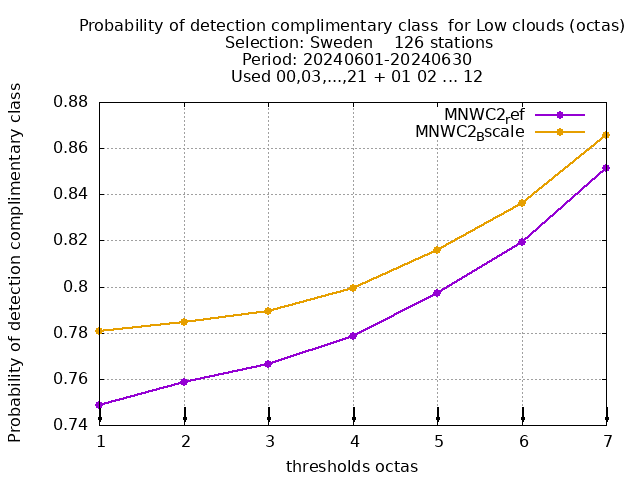 Probability of detection complimentary class  for Low clouds (octas)
Selection: Sweden    126 stations
Period: 20240601-20240630
Used 00,03,...,21 + 01 02 ... 12
Probability of detection complimentary class
0.88
0.86
0.84
0.82
0.8
0.78
0.76
0.74
MNWC2ref
MNWC2Bscale
1 2 3 4 5 6 7
thresholds octas